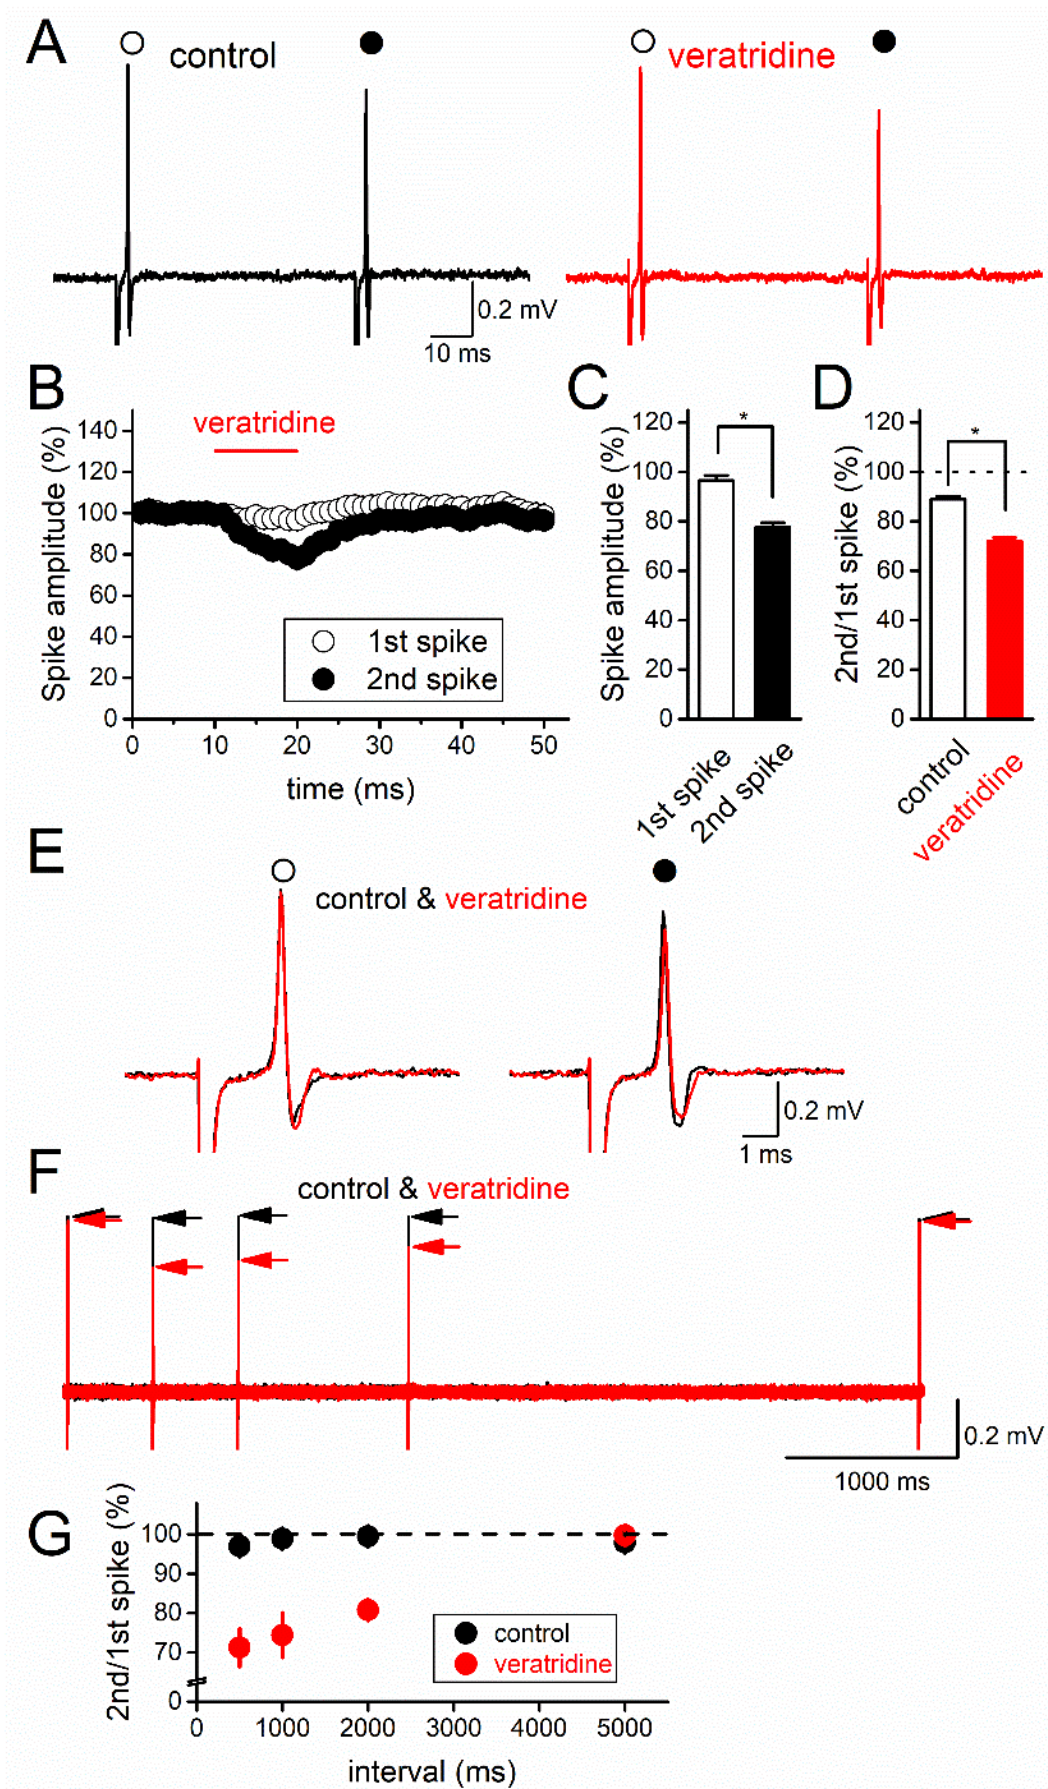 A
control
veratridine
0.2 mV
10 ms
B
veratridine
Spike amplitude (%)
140
120
100
80
60
40
20
0
1st spike
2nd spike
0
10
20
30
40
50
time (ms)
C
Spike amplitude (%)
120
100
80
60
40
20
0
*
1st spike
2nd spike
D
2nd/1st spike (%)
120
100
80
60
40
20
0
*
control
veratridine
E
control & veratridine
0.2 mV
1 ms
F
control & veratridine
0.2 mV
1000 ms
G
2nd/1st spike (%)
100
90
80
70
0
control
veratridine
0
1000
2000
3000
4000
5000
interval (ms)